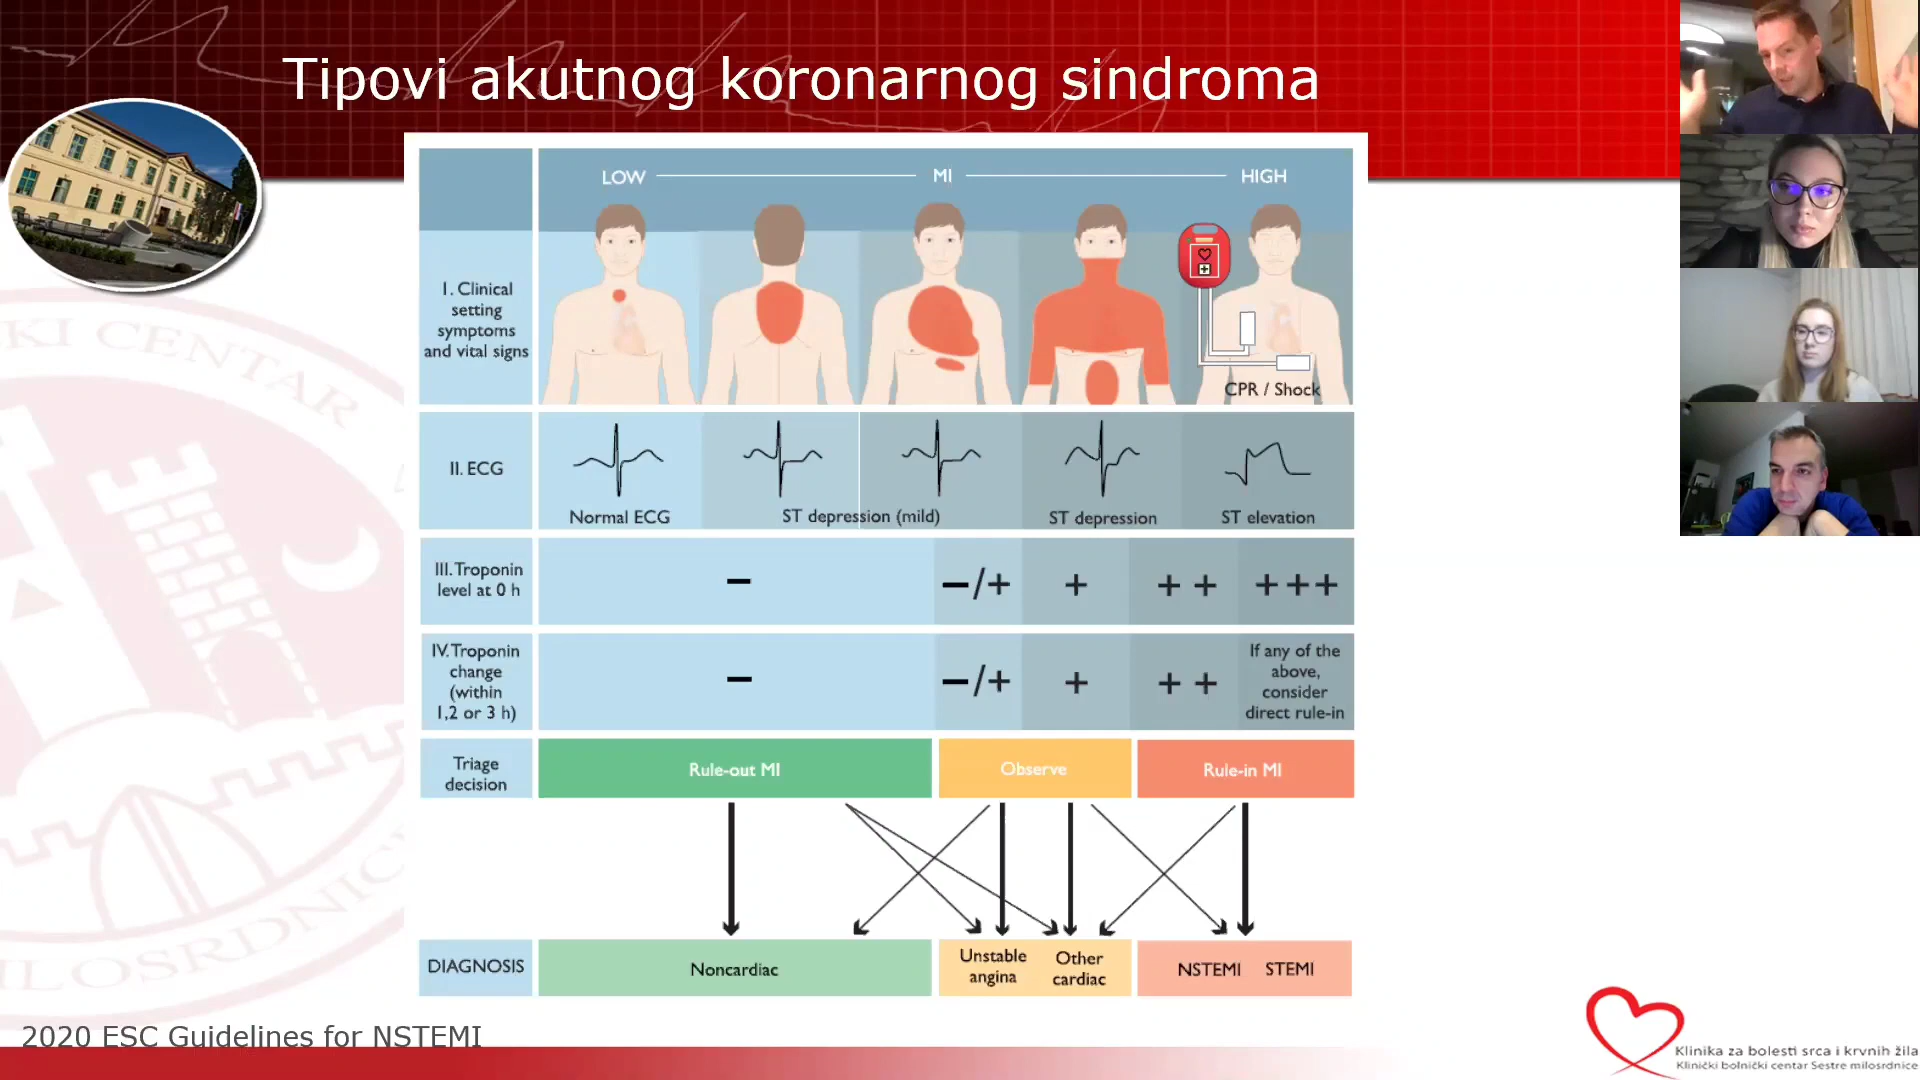 Tipovi akutnog koronarnog sindroma
LOW
MI
HIGH
I. Clinical
setting
symptoms
and vital signs
CPR / Shock
II. ECG
Normal ECG
ST depression (mild)
ST depression
ST elevation
III. Troponin
level at 0 h
–
–/+
+
+ +
+++
IV. Troponin
change
(within
1,2 or 3 h)
–
–/+
+
+ +
If any of the
above,
consider
direct rule-in
Triage
decision
Rule-out MI
Observe
Rule-in MI
DIAGNOSIS
Noncardiac
Unstable
angina
Other
cardiac
NSTEMI
STEMI
KI CENTAR
MILOSRDNIC
2020 ESC Guidelines for NSTEMI
Klinika za bolesti srca i krvnih žila
Klinički bolnički centar Sestre milosrdnice